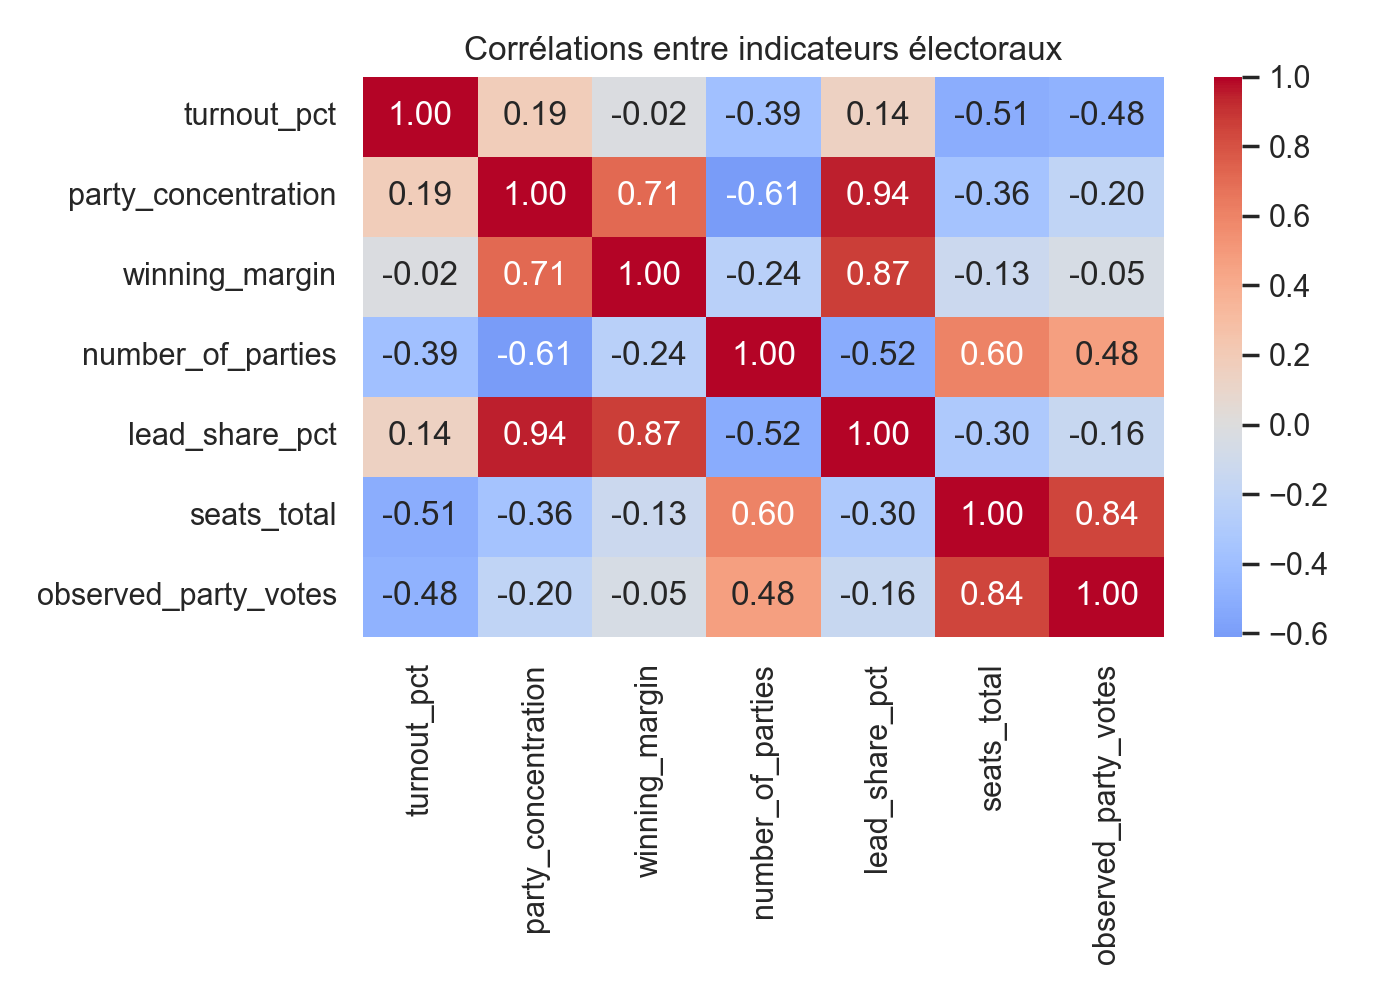 Corrélations entre indicateurs électoraux
turnout_pct 1.00 0.19 -0.02 -0.39 0.14 -0.51 -0.48
party_concentration 0.19 1.00 0.71 -0.61 0.94 -0.36 -0.20
winning_margin -0.02 0.71 1.00 -0.24 0.87 -0.13 -0.05
number_of_parties -0.39 -0.61 -0.24 1.00 -0.52 0.60 0.48
lead_share_pct 0.14 0.94 0.87 -0.52 1.00 -0.30 -0.16
seats_total -0.51 -0.36 -0.13 0.60 -0.30 1.00 0.84
observed_party_votes -0.48 -0.20 -0.05 0.48 -0.16 0.84 1.00
turnout_pct
party_concentration
winning_margin
number_of_parties
lead_share_pct
seats_total
observed_party_votes
1.0
0.8
0.6
0.4
0.2
0.0
−0.2
−0.4
−0.6